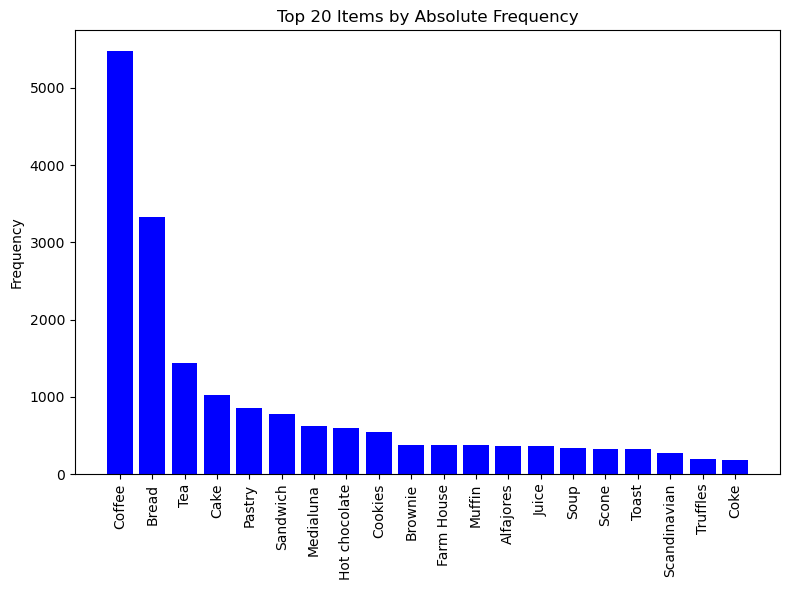 Top 20 Items by Absolute Frequency
Frequency
5000
4000
3000
2000
1000
0
Coffee
Bread
Tea
Cake
Pastry
Sandwich
Medialuna
Hot chocolate
Cookies
Brownie
Farm House
Muffin
Alfajores
Juice
Soup
Scone
Toast
Scandinavian
Truffles
Coke